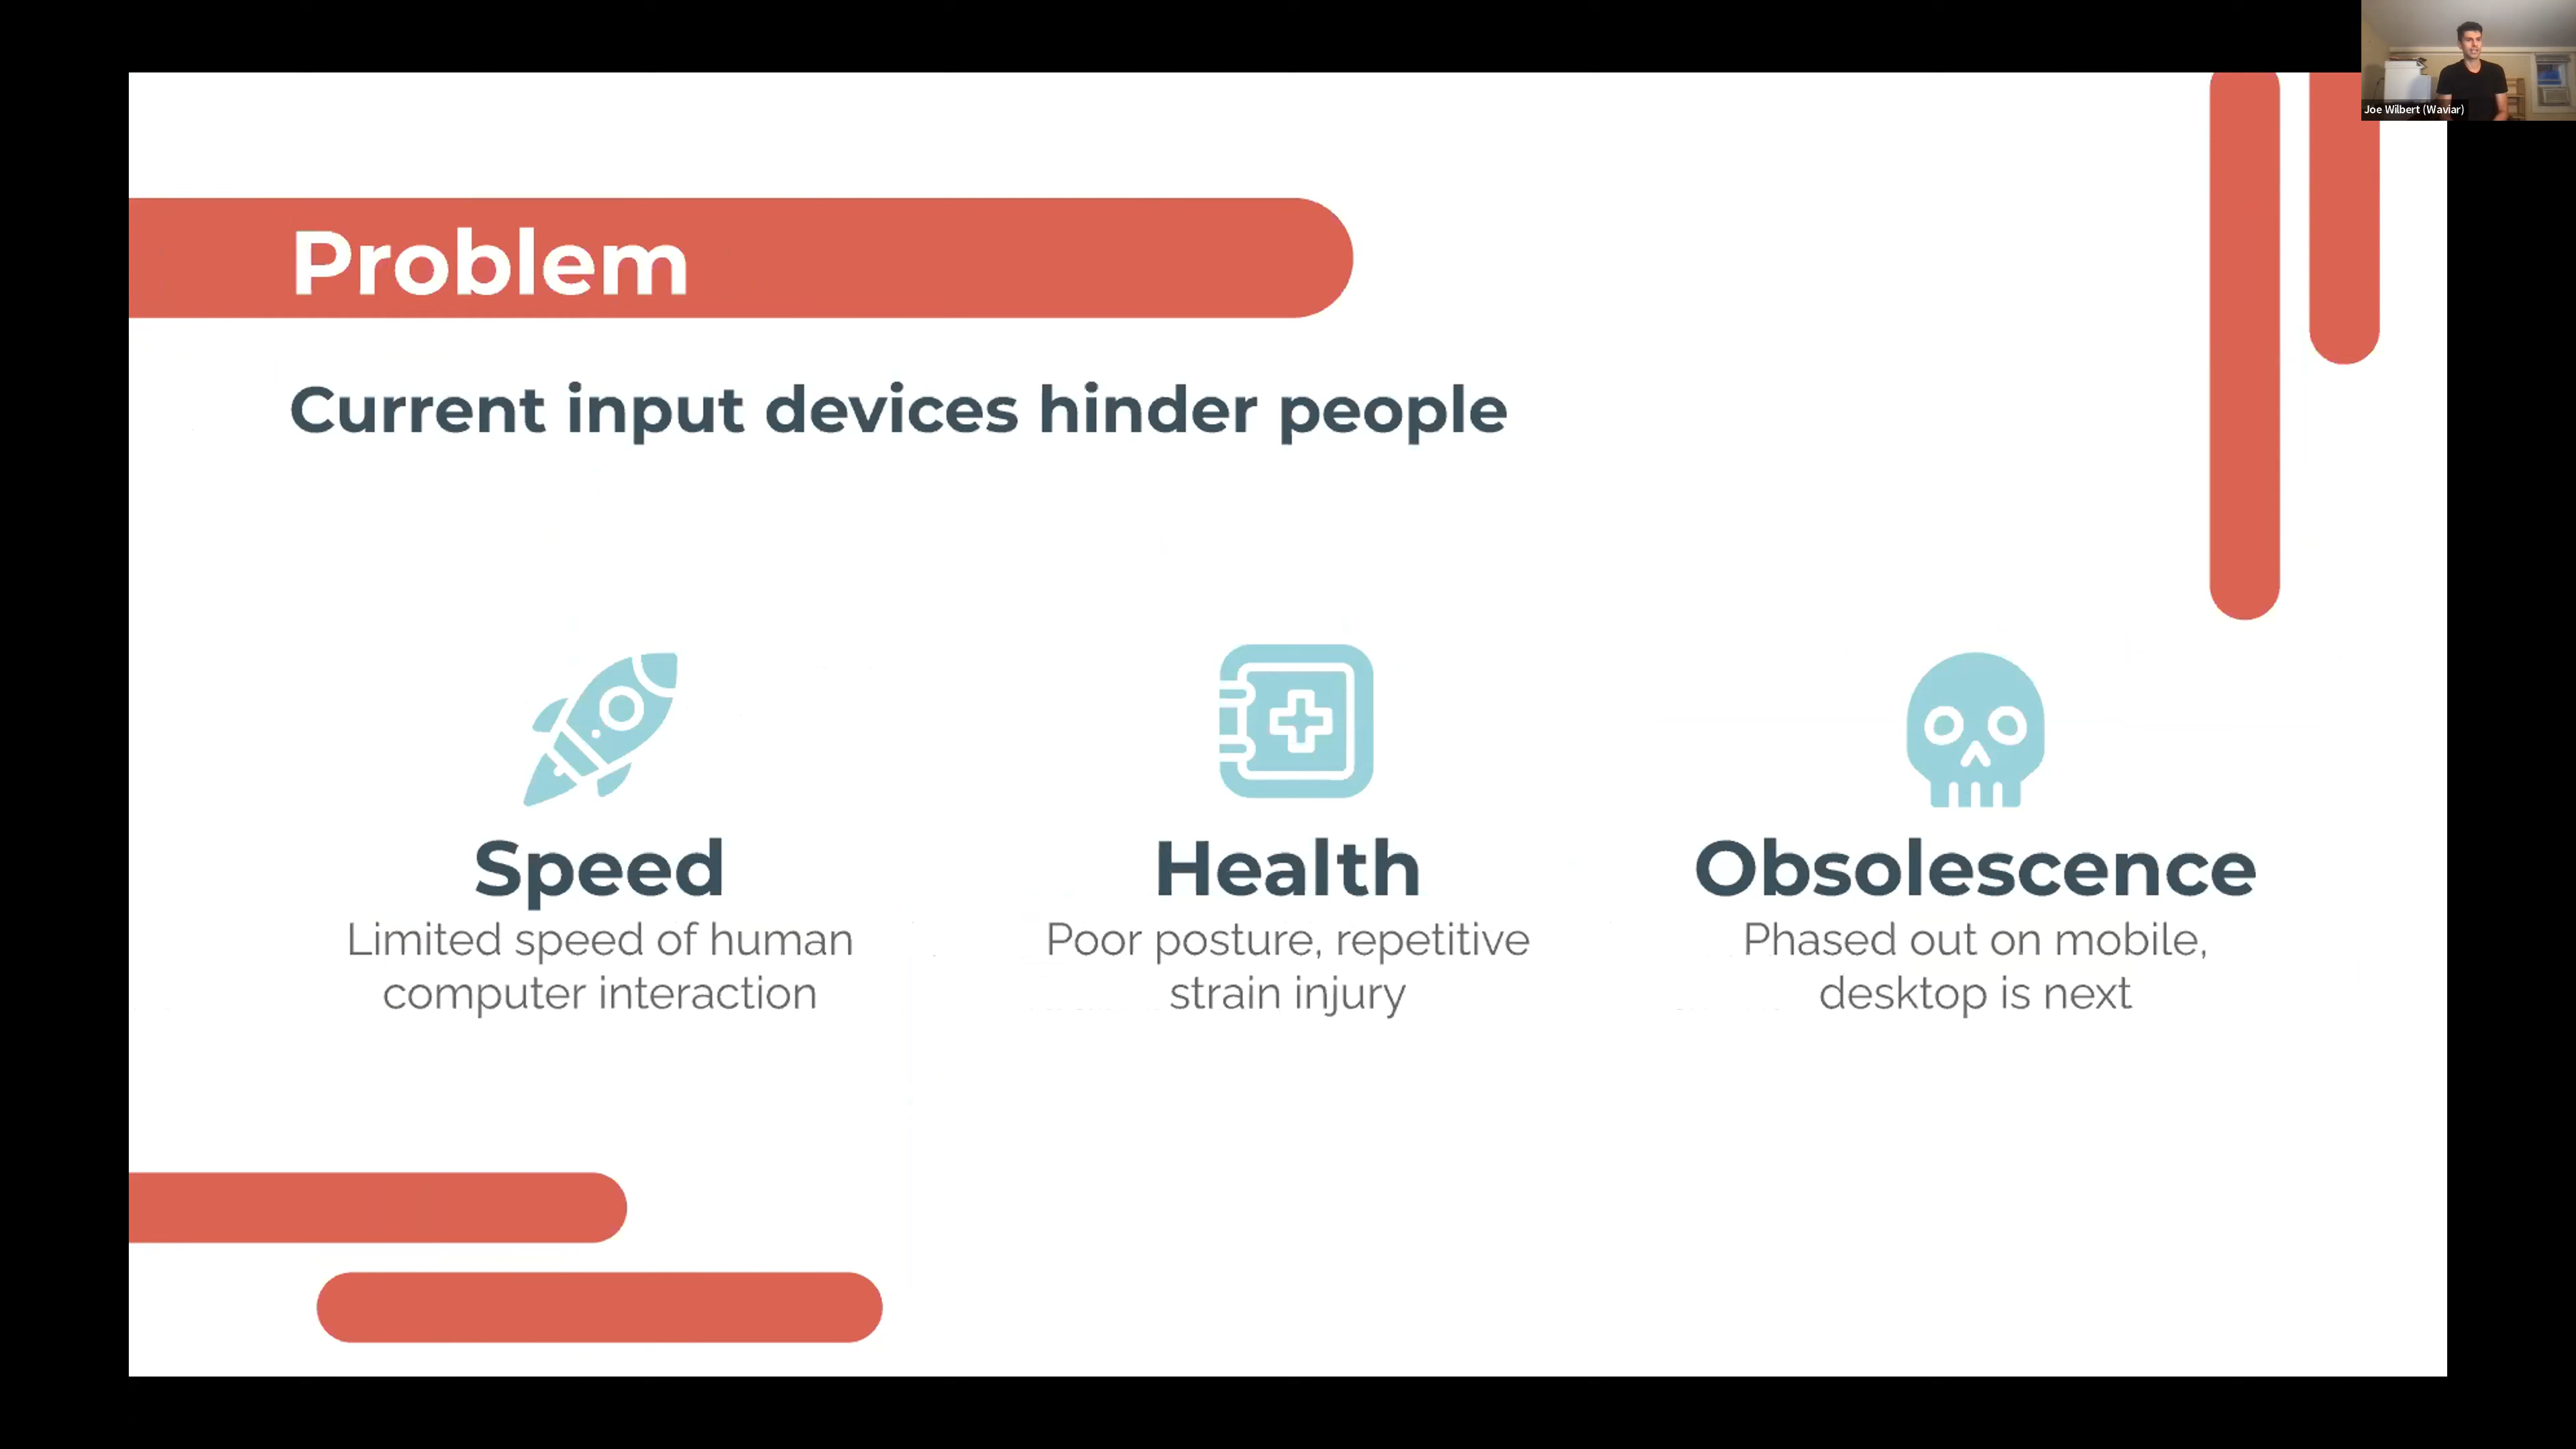 Joe Wilbert (Waviar)
Problem
Current input devices hinder people
Speed
Limited speed of human
computer interaction
Health
Poor posture, repetitive
strain injury
Obsolescence
Phased out on mobile,
desktop is next